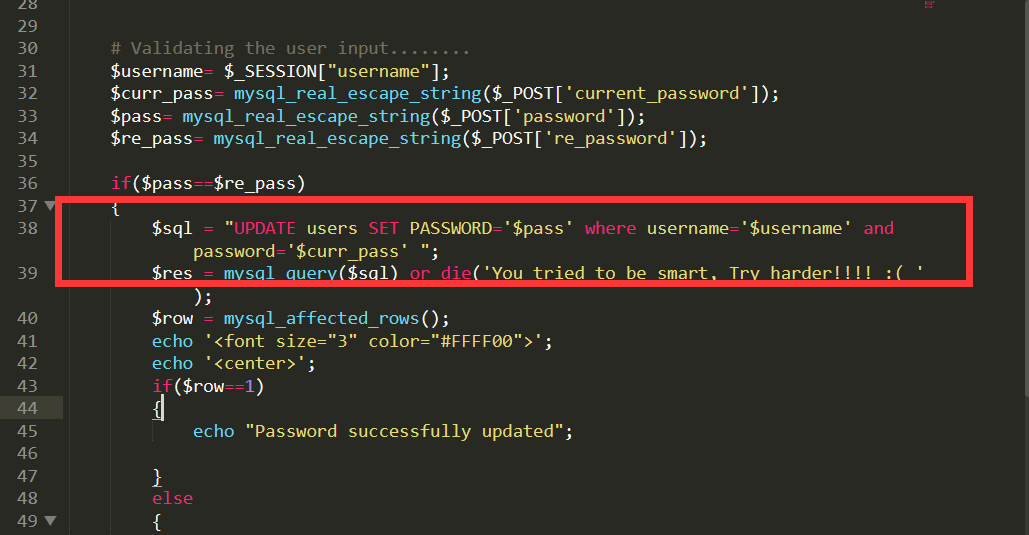 28
29
30 # Validating the user input........
31 $username= $_SESSION["username"];
32 $curr_pass= mysql_real_escape_string($_POST['current_password']);
33 $pass= mysql_real_escape_string($_POST['password']);
34 $re_pass= mysql_real_escape_string($_POST['re_password']);
35
36 if($pass==$re_pass)
37 {
38 $sql = "UPDATE users SET PASSWORD='$pass' where username='$username' and
password='$curr_pass' ";
39 $res = mysql_query($sql) or die('You tried to be smart, Try harder!!!! :( '
);
40 $row = mysql_affected_rows();
41 echo '<font size="3" color="#FFFF00">';
42 echo '<center>';
43 if($row==1)
44 {
45 echo "Password successfully updated";
46
47 }
48 else
49 {